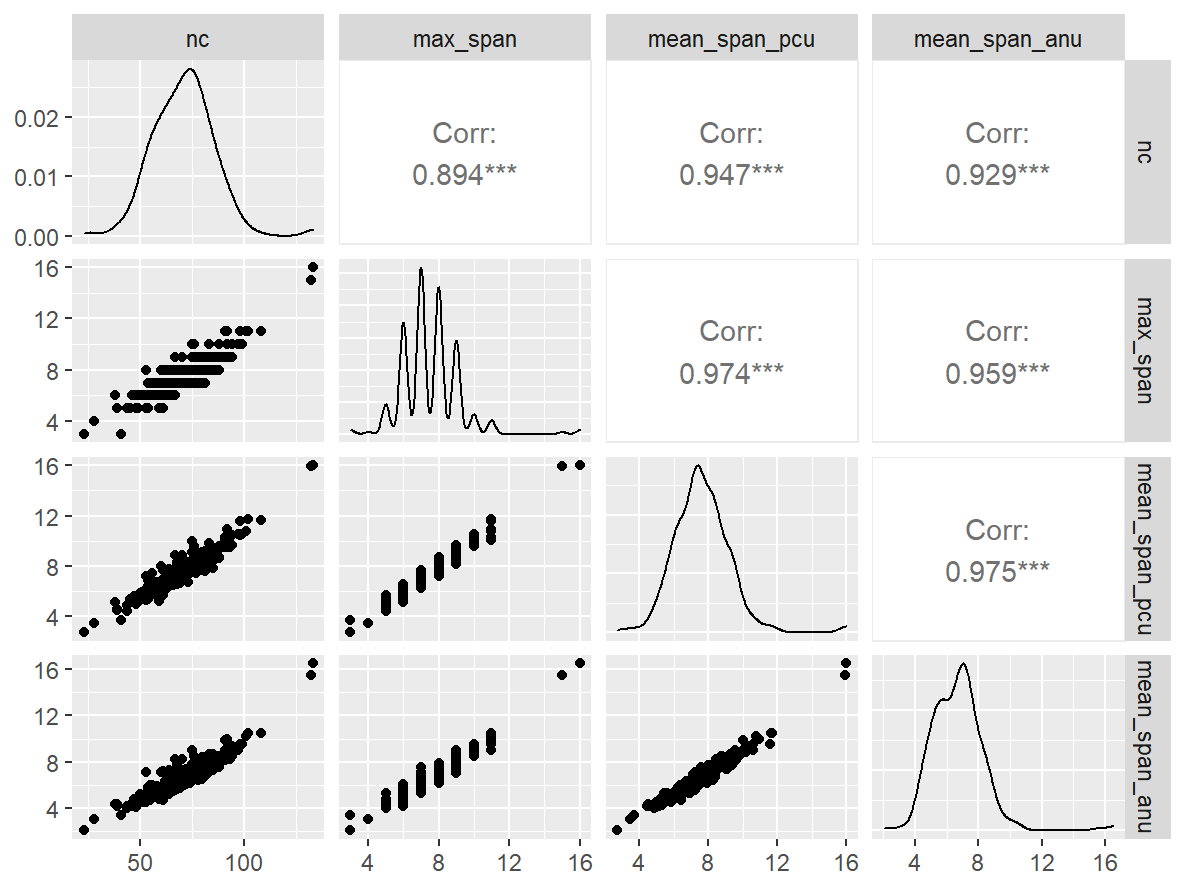 nc
max_span
mean_span_pcu
mean_span_anu
0.02
0.01
0.00
Corr:
0.894***
Corr:
0.947***
Corr:
0.929***
nc
16
12
8
4
Corr:
0.974***
Corr:
0.959***
max_span
16
12
8
4
Corr:
0.975***
mean_span_pcu
16
12
8
4
mean_span_anu
50
100
4
8
12
16
4
8
12
16
4
8
12
16